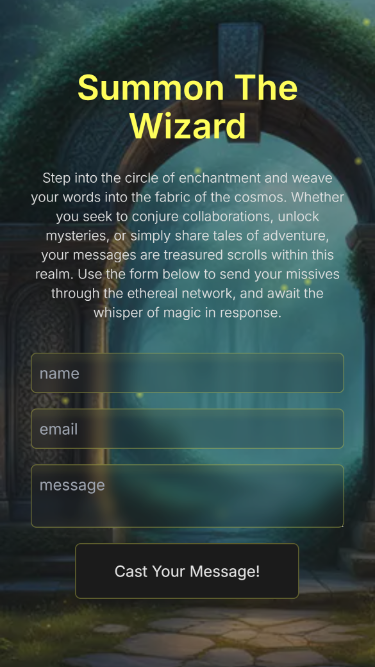 Summon The
Wizard
Step into the circle of enchantment and weave
your words into the fabric of the cosmos. Whether
you seek to conjure collaborations, unlock
mysteries, or simply share tales of adventure,
your messages are treasured scrolls within this
realm. Use the form below to send your missives
through the ethereal network, and await the
whisper of magic in response.
name
email
message
Cast Your Message!